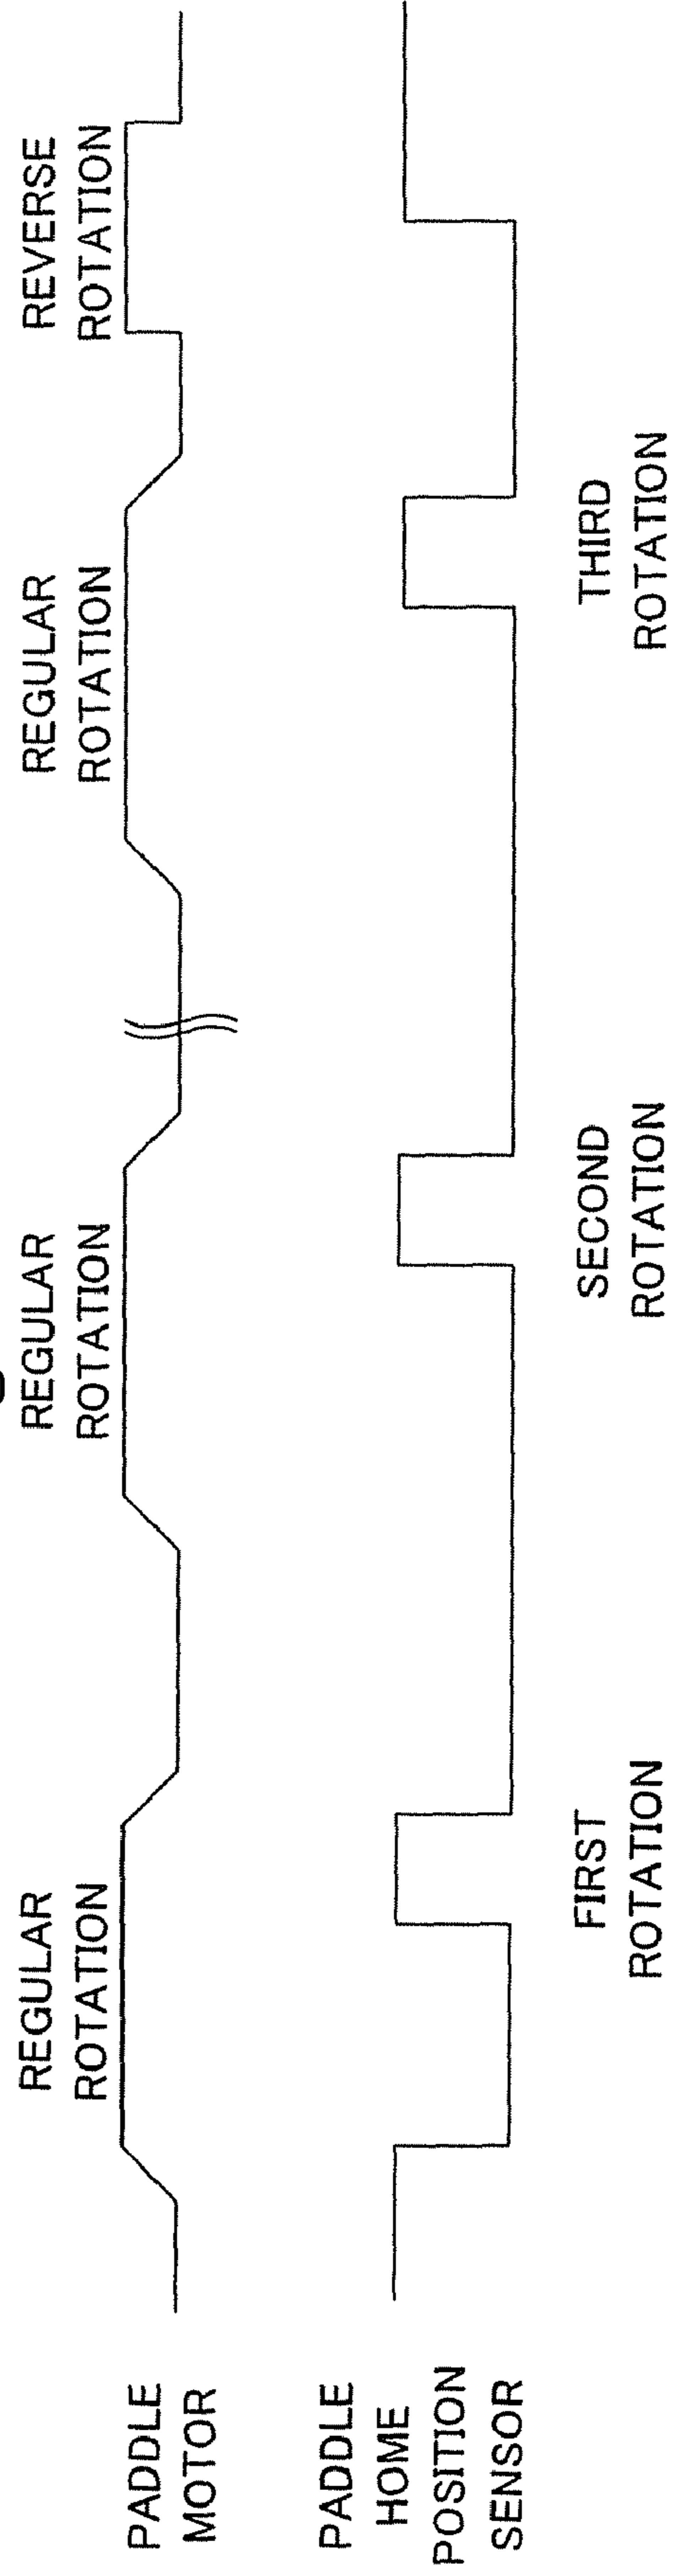 REGULAR
ROTATION
REGULAR
ROTATION
REGULAR
ROTATION
REVERSE
ROTATION
PADDLE
MOTOR
PADDLE
HOME
POSITION
SENSOR
FIRST
ROTATION
SECOND
ROTATION
THIRD
ROTATION